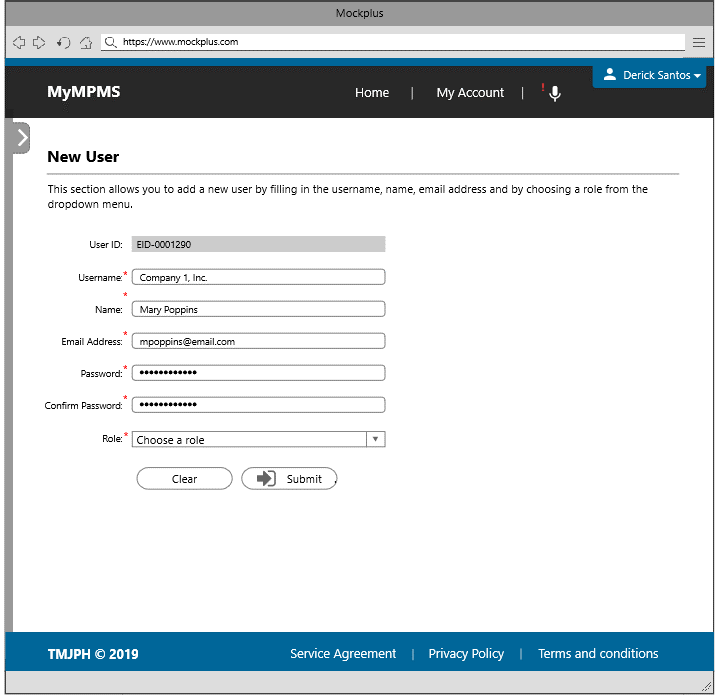 Mockplus
https://www.mockplus.com
Derick Santos
MyMPMS
Home | My Account | !
New User
This section allows you to add a new user by filling in the username, name, email address and by choosing a role from the
dropdown menu.
User ID: EID-0001290
Username:* Company 1, Inc.
Name:* Mary Poppins
Email Address:* mpoppins@email.com
Password:* ••••••••••••
Confirm Password:* ••••••••••••
Role:* Choose a role
Clear Submit
TMJPH © 2019 Service Agreement | Privacy Policy | Terms and conditions